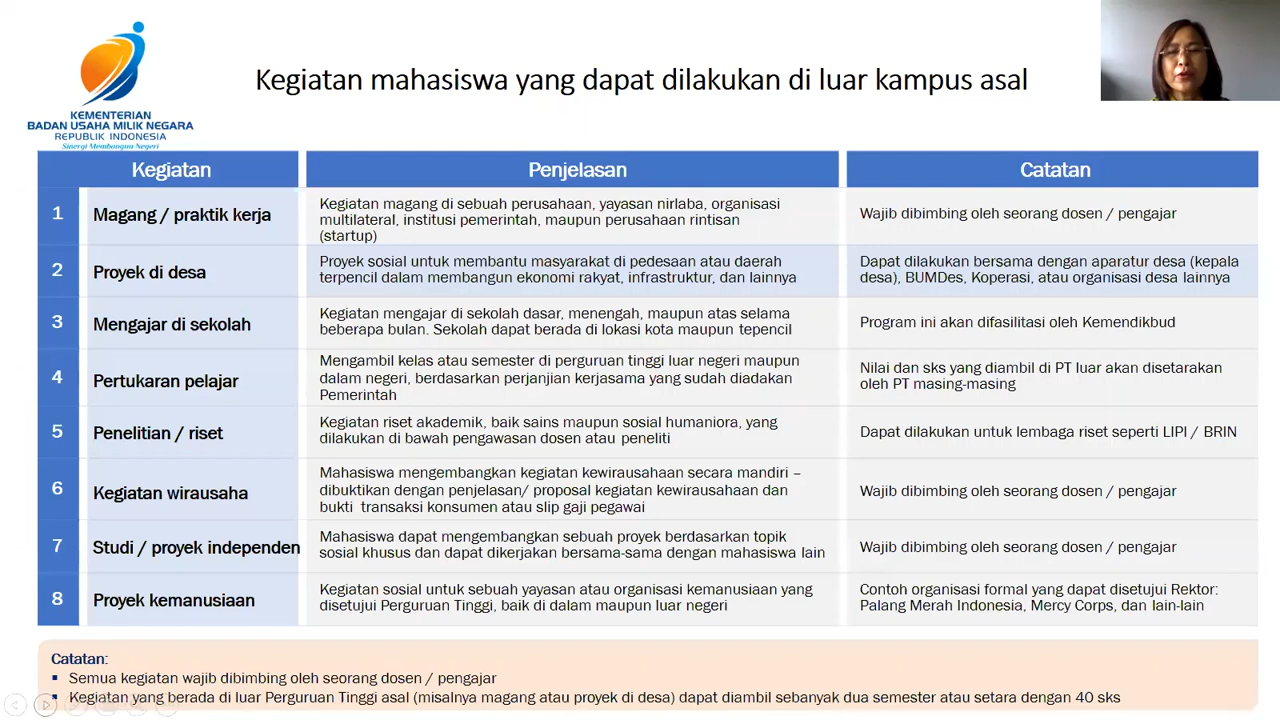 KEMENTERIAN
BADAN USAHA MILIK NEGARA
REPUBLIK INDONESIA
Sinergi Membangun Negeri
Kegiatan mahasiswa yang dapat dilakukan di luar kampus asal
Kegiatan
Penjelasan
Catatan
1
Magang / praktik kerja
Kegiatan magang di sebuah perusahaan, yayasan nirlaba, organisasi
multilateral, institusi pemerintah, maupun perusahaan rintisan
(startup)
Wajib dibimbing oleh seorang dosen / pengajar
2
Proyek di desa
Proyek sosial untuk membantu masyarakat di pedesaan atau daerah
terpencil dalam membangun ekonomi rakyat, infrastruktur, dan lainnya
Dapat dilakukan bersama dengan aparatur desa (kepala
desa), BUMDes, Koperasi, atau organisasi desa lainnya
3
Mengajar di sekolah
Kegiatan mengajar di sekolah dasar, menengah, maupun atas selama
beberapa bulan. Sekolah dapat berada di lokasi kota maupun tepencil
Program ini akan difasilitasi oleh Kemendikbud
4
Pertukaran pelajar
Mengambil kelas atau semester di perguruan tinggi luar negeri maupun
dalam negeri, berdasarkan perjanjian kerjasama yang sudah diadakan
Pemerintah
Nilai dan sks yang diambil di PT luar akan disetarakan
oleh PT masing-masing
5
Penelitian / riset
Kegiatan riset akademik, baik sains maupun sosial humaniora, yang
dilakukan di bawah pengawasan dosen atau peneliti
Dapat dilakukan untuk lembaga riset seperti LIPI / BRIN
6
Kegiatan wirausaha
Mahasiswa mengembangkan kegiatan kewirausahaan secara mandiri –
dibuktikan dengan penjelasan/ proposal kegiatan kewirausahaan dan
bukti transaksi konsumen atau slip gaji pegawai
Wajib dibimbing oleh seorang dosen / pengajar
7
Studi / proyek independen
Mahasiswa dapat mengembangkan sebuah proyek berdasarkan topik
sosial khusus dan dapat dikerjakan bersama-sama dengan mahasiswa lain
Wajib dibimbing oleh seorang dosen / pengajar
8
Proyek kemanusiaan
Kegiatan sosial untuk sebuah yayasan atau organisasi kemanusiaan yang
disetujui Perguruan Tinggi, baik di dalam maupun luar negeri
Contoh organisasi formal yang dapat disetujui Rektor:
Palang Merah Indonesia, Mercy Corps, dan lain-lain
Catatan:
▪ Semua kegiatan wajib dibimbing oleh seorang dosen / pengajar
▪ Kegiatan yang berada di luar Perguruan Tinggi asal (misalnya magang atau proyek di desa) dapat diambil sebanyak dua semester atau setara dengan 40 sks